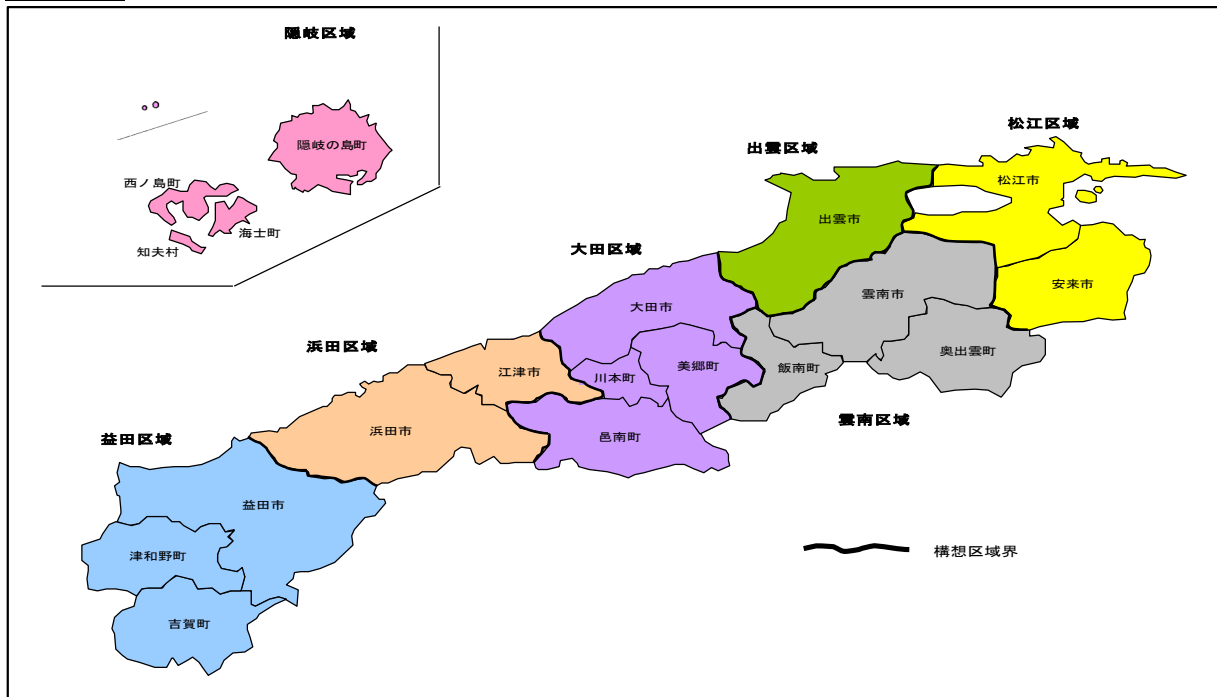 隠岐区域
隠岐の島町
西ノ島町
海士町
知夫村
松江区域
松江市
安来市
出雲区域
出雲市
大田区域
大田市
美郷町
川本町
邑南町
雲南市
奥出雲町
飯南町
雲南区域
浜田区域
江津市
浜田市
益田区域
益田市
津和野町
吉賀町
構想区域界